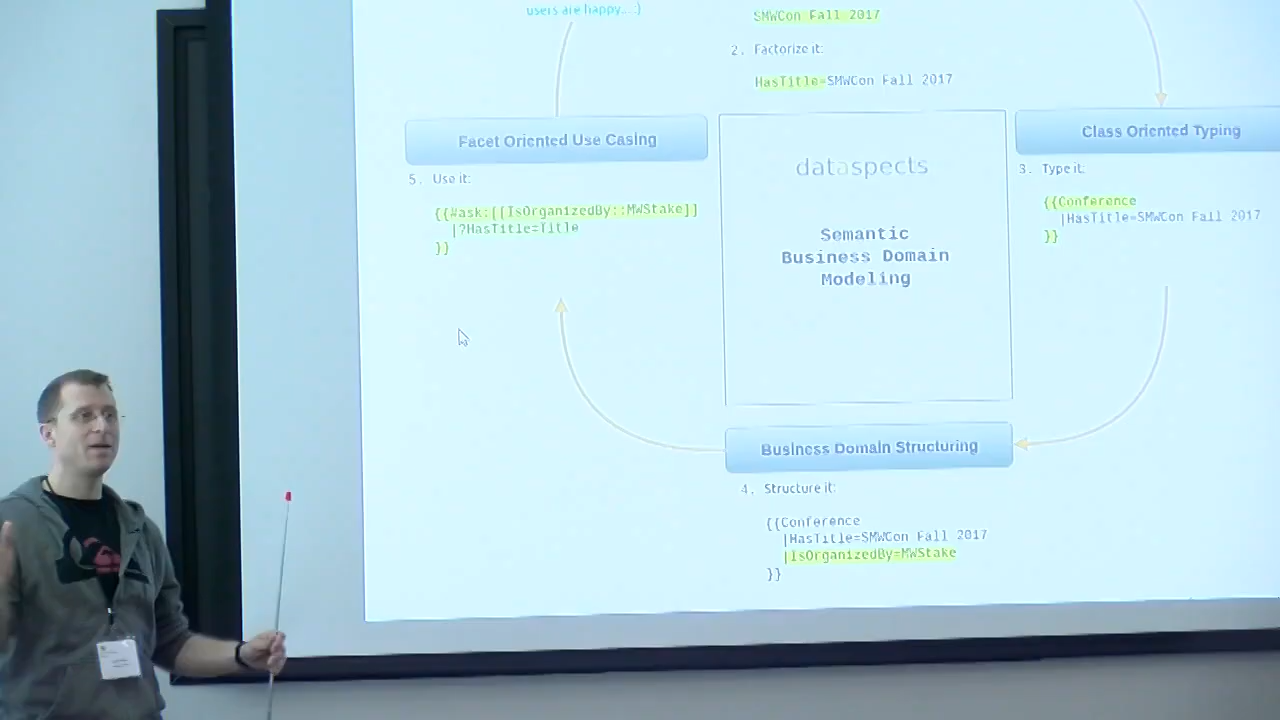 users are happy...:)
SMWCon Fall 2017
2. Factorize it:
HasTitle=SMWCon Fall 2017
Facet Oriented Use Casing
5. Use it:
{{#ask:[[IsOrganizedBy::MWStake]]
|?HasTitle=Title
}}
dataspects
Semantic
Business Domain
Modeling
Class Oriented Typing
3. Type it:
{{Conference
|HasTitle=SMWCon Fall 2017
}}
Business Domain Structuring
4. Structure it:
{{Conference
|HasTitle=SMWCon Fall 2017
|IsOrganizedBy=MWStake
}}